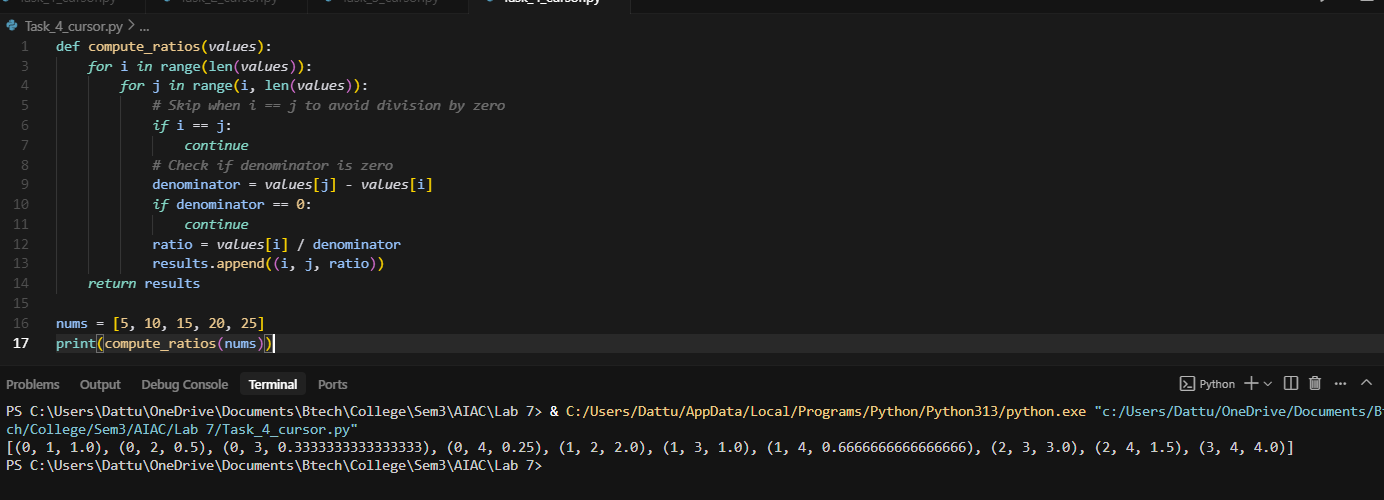 Task_1_cursor.py Task_2_cursor.py Task_3_cursor.py Task_4_cursor.py
Task_4_cursor.py > ...
1 def compute_ratios(values):
3 for i in range(len(values)):
4 for j in range(i, len(values)):
5 # Skip when i == j to avoid division by zero
6 if i == j:
7 continue
8 # Check if denominator is zero
9 denominator = values[j] - values[i]
10 if denominator == 0:
11 continue
12 ratio = values[i] / denominator
13 results.append((i, j, ratio))
14 return results
15
16 nums = [5, 10, 15, 20, 25]
17 print(compute_ratios(nums))
Problems Output Debug Console Terminal Ports Python
PS C:\Users\Dattu\OneDrive\Documents\Btech\College\Sem3\AIAC\Lab 7> & C:/Users/Dattu/AppData/Local/Programs/Python/Python313/python.exe "c:/Users/Dattu/OneDrive/Documents/Bt
ech/College/Sem3/AIAC/Lab 7/Task_4_cursor.py"
[(0, 1, 1.0), (0, 2, 0.5), (0, 3, 0.3333333333333333), (0, 4, 0.25), (1, 2, 2.0), (1, 3, 1.0), (1, 4, 0.6666666666666666), (2, 3, 3.0), (2, 4, 1.5), (3, 4, 4.0)]
PS C:\Users\Dattu\OneDrive\Documents\Btech\College\Sem3\AIAC\Lab 7>